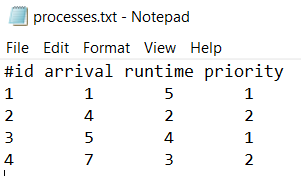 processes.txt - Notepad
File Edit Format View Help
#id arrival runtime priority
1 1 5 1
2 4 2 2
3 5 4 1
4 7 3 2